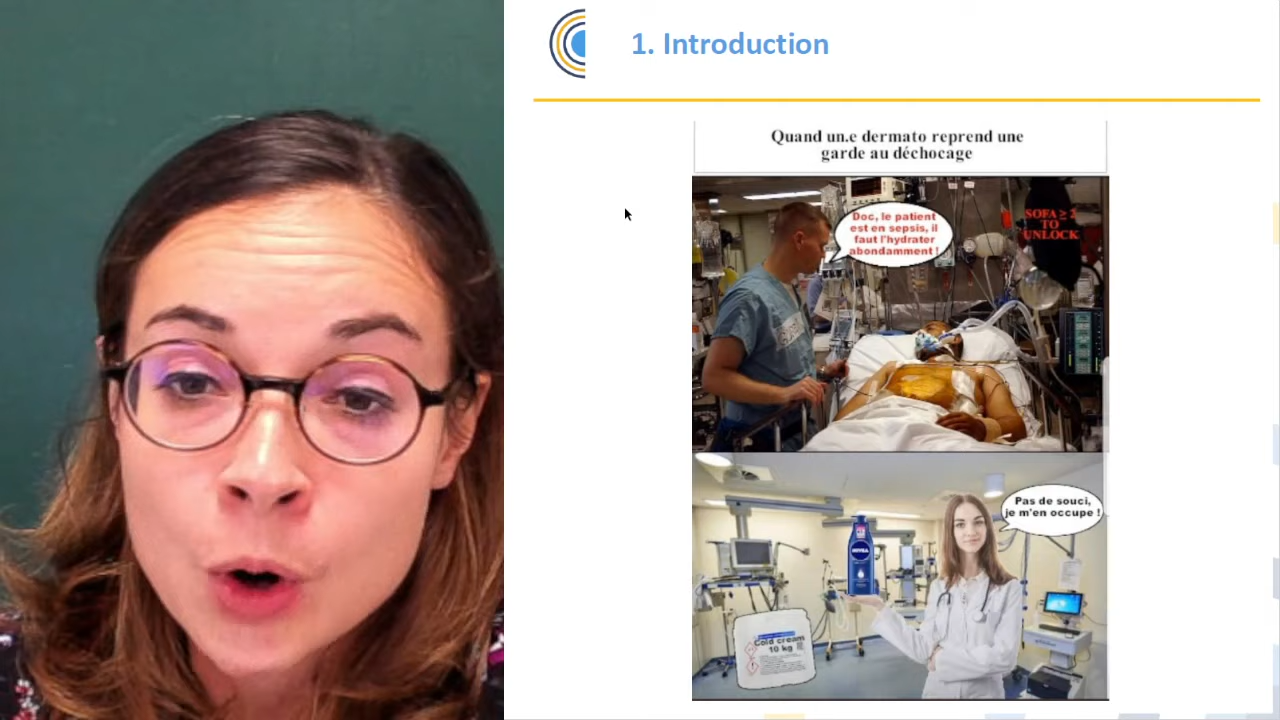 1. Introduction
Quand un.e dermato reprend une
garde au déchocage
Doc, le patient
est en sepsis, il
faut l'hydrater
abondamment !
SOFA ≥ 2
TO
UNLOCK
Pas de souci,
je m'en occupe !
NIVEA
Cold cream
10 kg